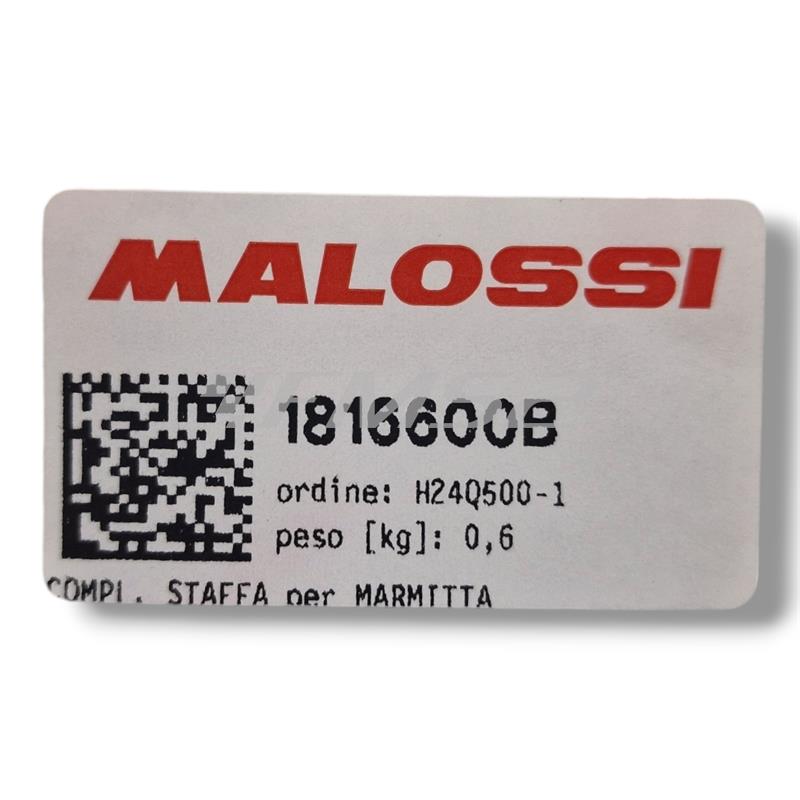 MALOSSI
1816600B
ordine: H24Q500-1
peso [kg]: 0,6
COMPL. STAFFA per MARMITTA